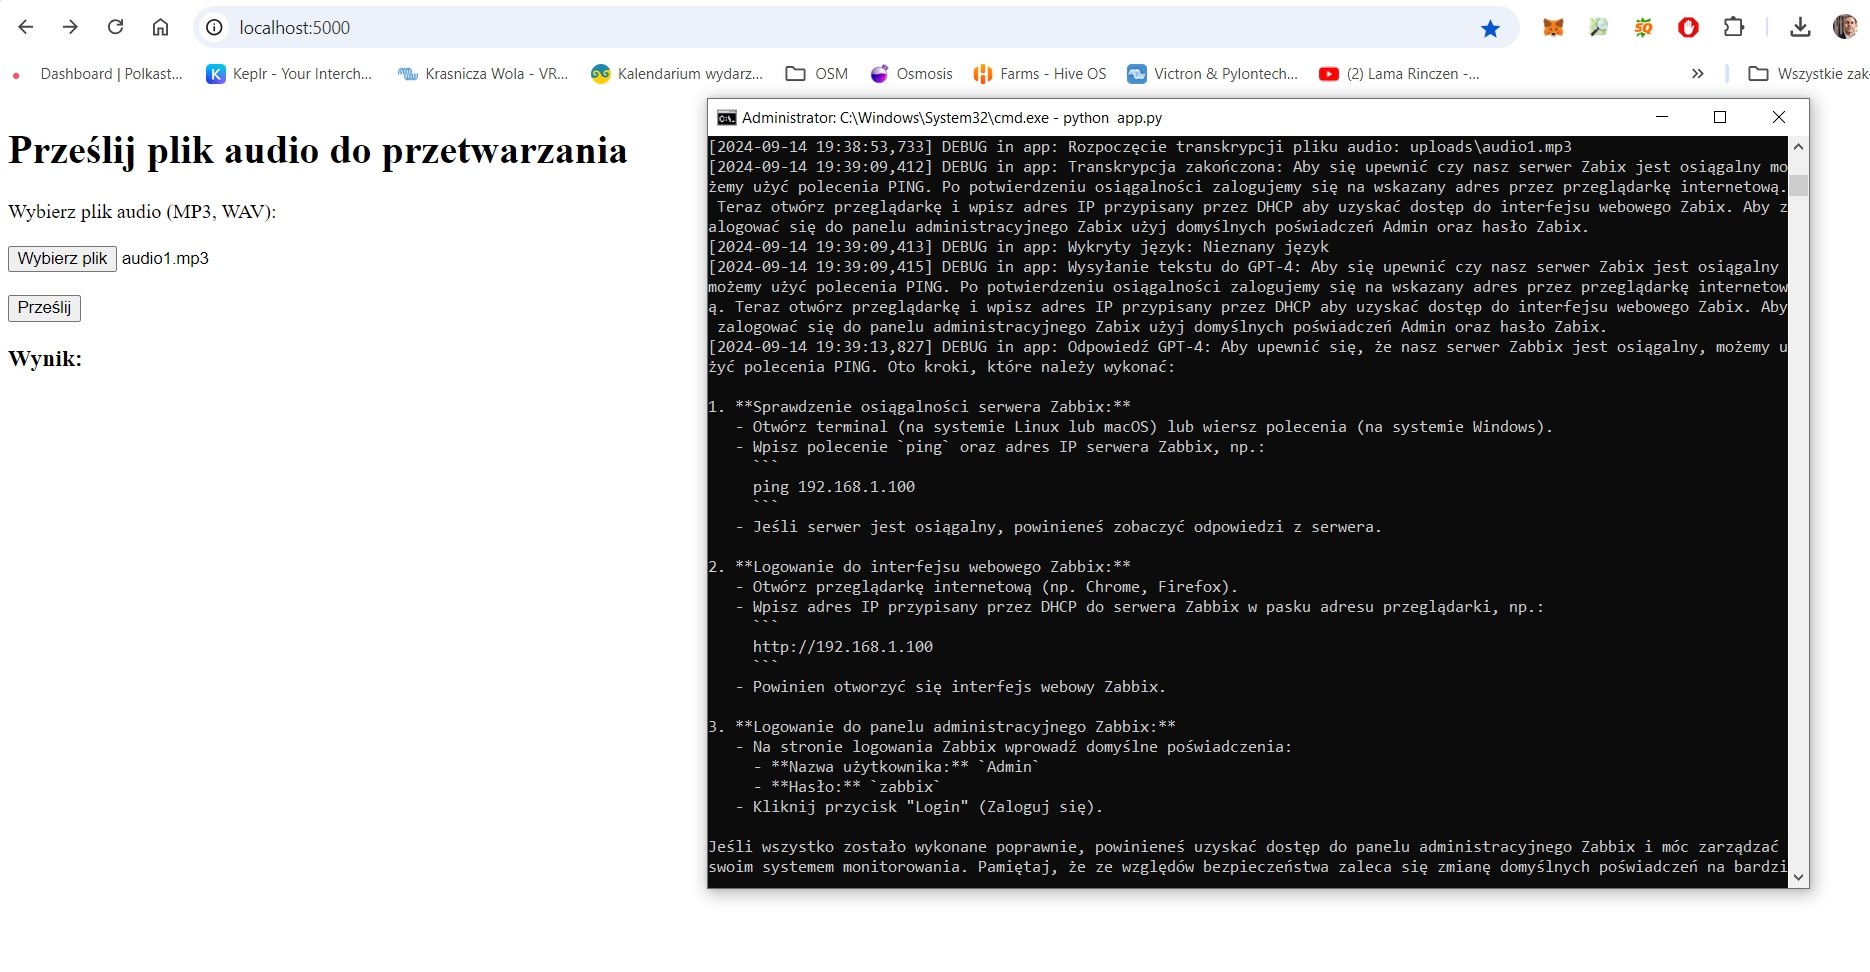 localhost:5000
Dashboard | Polkast...
Keplr - Your Interch...
Krasnicza Wola - VR...
Kalendarium wydarz...
OSM
Osmosis
Farms - Hive OS
Victron & Pylontech...
(2) Lama Rinczen -...
»
Wszystkie zak
Prześlij plik audio do przetwarzania
Wybierz plik audio (MP3, WAV):
Wybierz plik audio1.mp3
Prześlij
Wynik:
Administrator: C:\Windows\System32\cmd.exe - python  app.py
[2024-09-14 19:38:53,733] DEBUG in app: Rozpoczęcie transkrypcji pliku audio: uploads\audio1.mp3
[2024-09-14 19:39:09,412] DEBUG in app: Transkrypcja zakończona: Aby się upewnić czy nasz serwer Zabix jest osiągalny mo
żemy użyć polecenia PING. Po potwierdzeniu osiągalności zalogujemy się na wskazany adres przez przeglądarkę internetową.
 Teraz otwórz przeglądarkę i wpisz adres IP przypisany przez DHCP aby uzyskać dostęp do interfejsu webowego Zabix. Aby z
alogować się do panelu administracyjnego Zabix użyj domyślnych poświadczeń Admin oraz hasło Zabix.
[2024-09-14 19:39:09,413] DEBUG in app: Wykryty język: Nieznany język
[2024-09-14 19:39:09,415] DEBUG in app: Wysyłanie tekstu do GPT-4: Aby się upewnić czy nasz serwer Zabix jest osiągalny
możemy użyć polecenia PING. Po potwierdzeniu osiągalności zalogujemy się na wskazany adres przez przeglądarkę internetow
ą. Teraz otwórz przeglądarkę i wpisz adres IP przypisany przez DHCP aby uzyskać dostęp do interfejsu webowego Zabix. Aby
 zalogować się do panelu administracyjnego Zabix użyj domyślnych poświadczeń Admin oraz hasło Zabix.
[2024-09-14 19:39:13,827] DEBUG in app: Odpowiedź GPT-4: Aby upewnić się, że nasz serwer Zabbix jest osiągalny, możemy u
żyć polecenia PING. Oto kroki, które należy wykonać:
1. **Sprawdzenie osiągalności serwera Zabbix:**
- Otwórz terminal (na systemie Linux lub macOS) lub wiersz polecenia (na systemie Windows).
- Wpisz polecenie `ping` oraz adres IP serwera Zabbix, np.:
```
ping 192.168.1.100
```
- Jeśli serwer jest osiągalny, powinieneś zobaczyć odpowiedzi z serwera.
2. **Logowanie do interfejsu webowego Zabbix:**
- Otwórz przeglądarkę internetową (np. Chrome, Firefox).
- Wpisz adres IP przypisany przez DHCP do serwera Zabbix w pasku adresu przeglądarki, np.:
```
http://192.168.1.100
```
- Powinien otworzyć się interfejs webowy Zabbix.
3. **Logowanie do panelu administracyjnego Zabbix:**
- Na stronie logowania Zabbix wprowadź domyślne poświadczenia:
- **Nazwa użytkownika:** `Admin`
- **Hasło:** `zabbix`
- Kliknij przycisk "Login" (Zaloguj się).
Jeśli wszystko zostało wykonane poprawnie, powinieneś uzyskać dostęp do panelu administracyjnego Zabbix i móc zarządzać
swoim systemem monitorowania. Pamiętaj, że ze względów bezpieczeństwa zaleca się zmianę domyślnych poświadczeń na bardzi